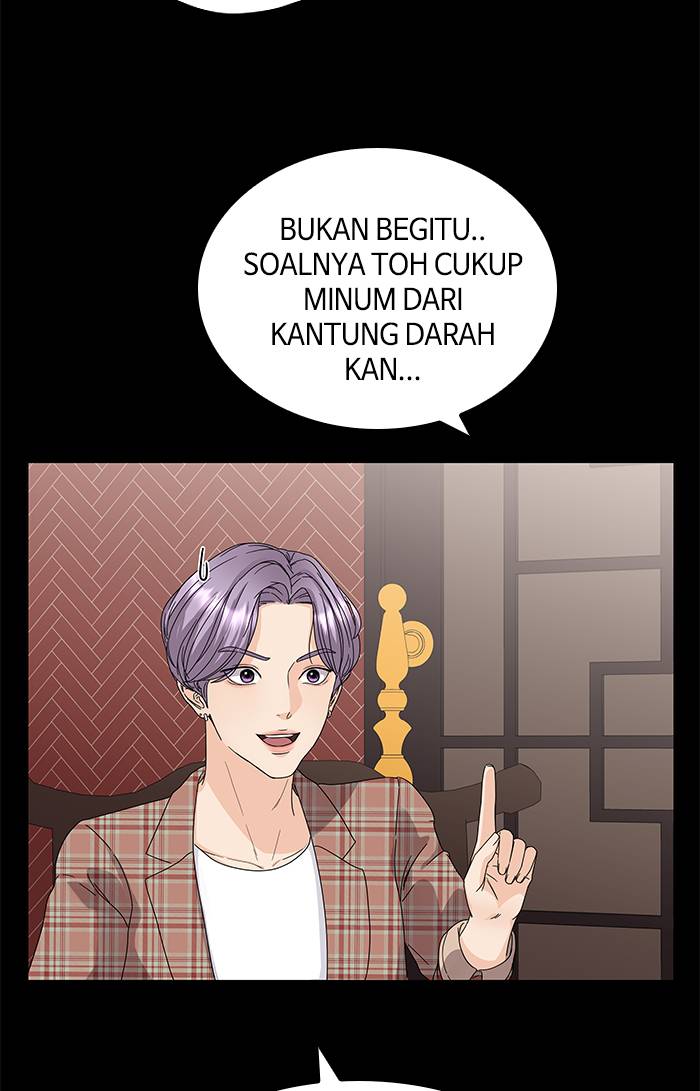 BUKAN BEGITU..
SOALNYA TOH CUKUP
MINUM DARI
KANTUNG DARAH
KAN...